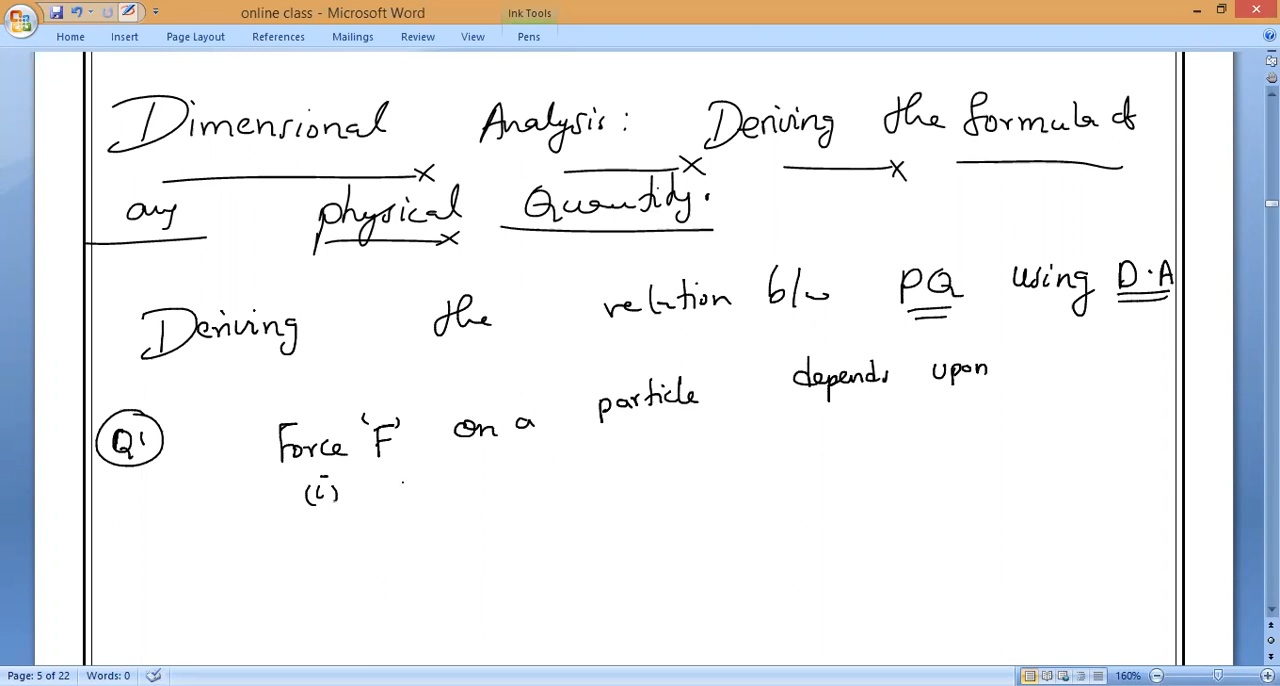 online class - Microsoft Word
Ink Tools
Home Insert Page Layout References Mailings Review View Pens
Dimensional Analysis: Deriving the formula of
any physical Quantity.
Deriving the relation b/w PQ using D.A
Q1 Force 'F' on a particle depends upon
(i)
Page: 5 of 22 Words: 0 160%